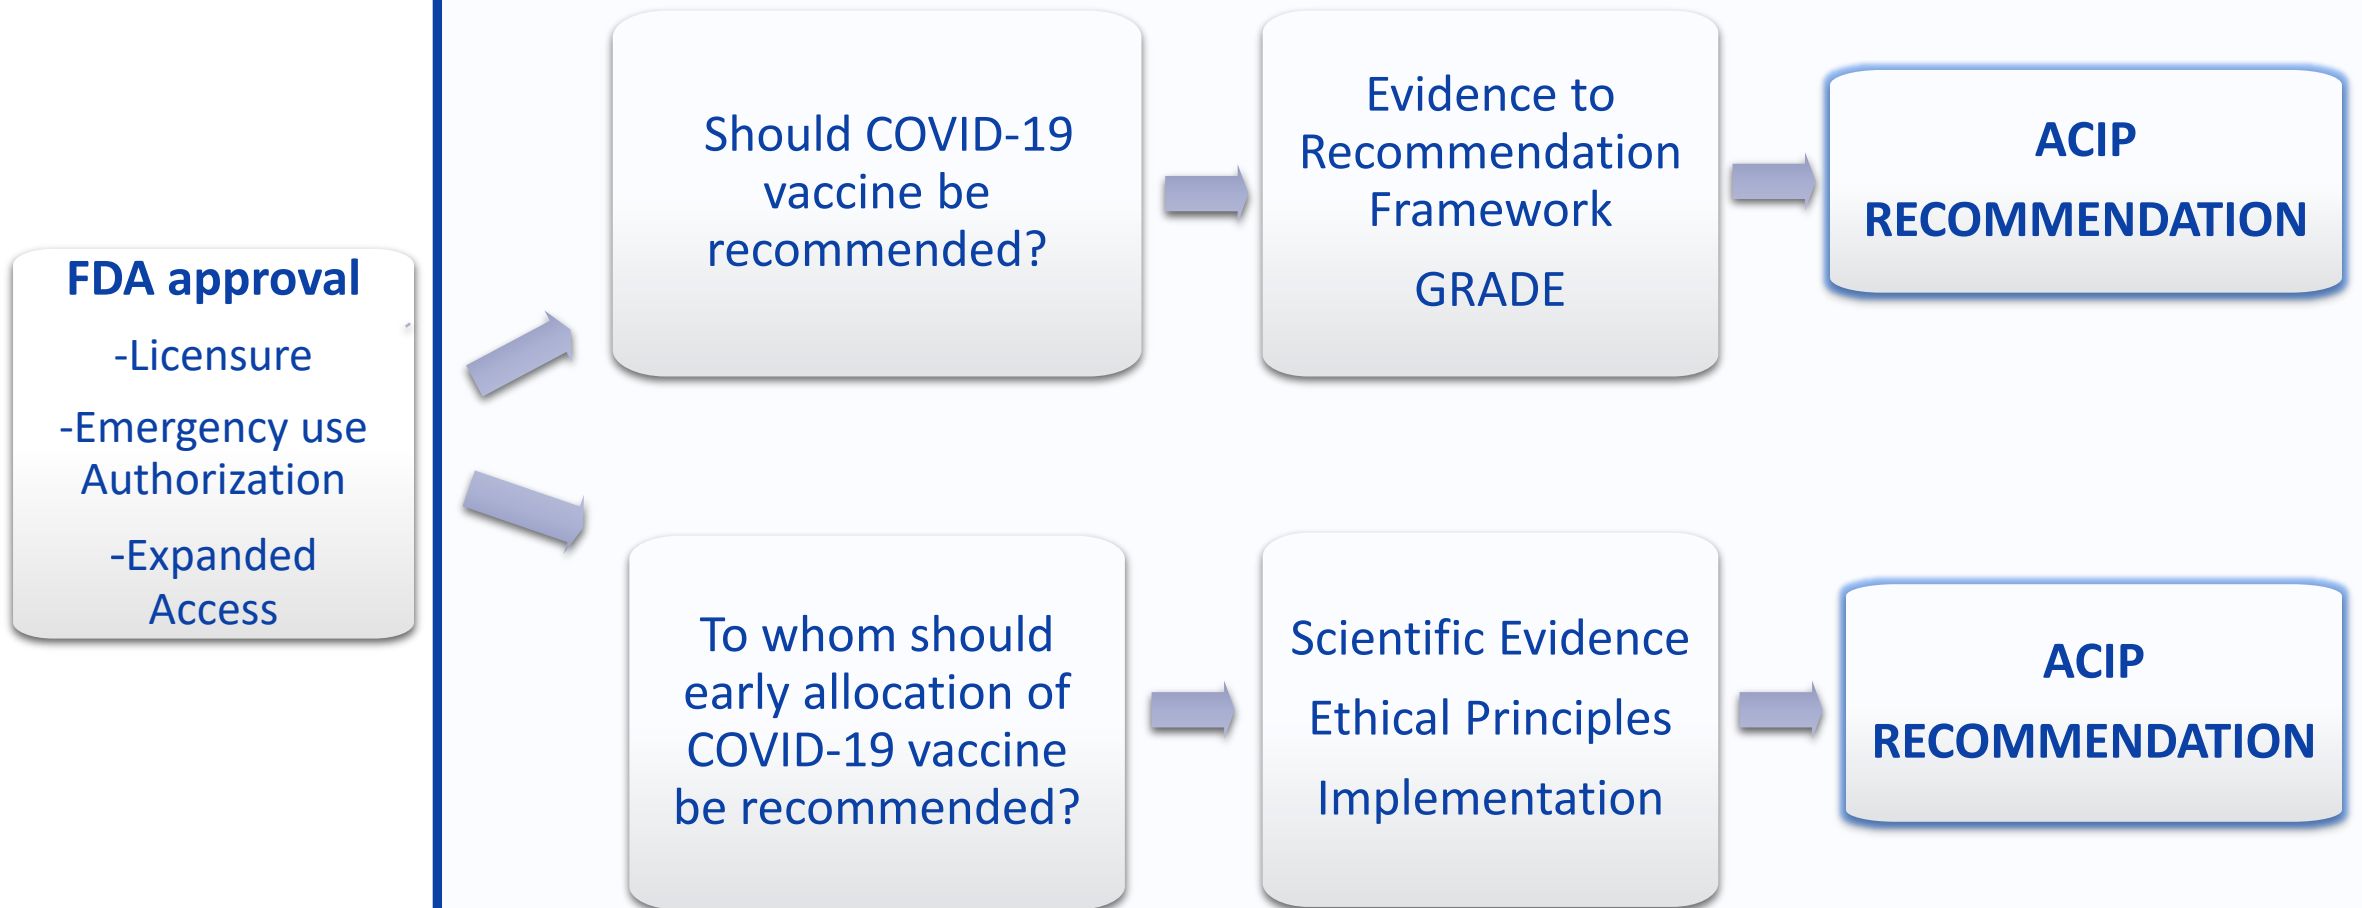 FDA approval
-Licensure
-Emergency use
Authorization
-Expanded
Access
Should COVID-19
vaccine be
recommended?
Evidence to
Recommendation
Framework
GRADE
ACIP
RECOMMENDATION
To whom should
early allocation of
COVID-19 vaccine
be recommended?
Scientific Evidence
Ethical Principles
Implementation
ACIP
RECOMMENDATION